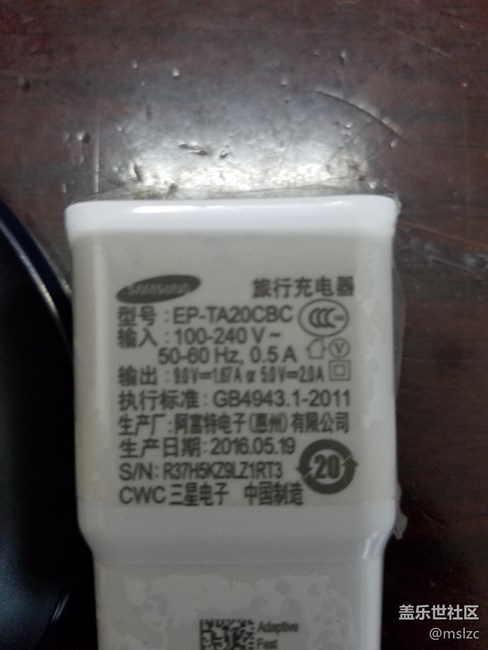 SAMSUNG 旅行充电器
型号：EP-TA20CBC
输入：100-240 V ~
50-60 Hz, 0.5 A
输出：9.0 V⎓1.67 A or 5.0 V⎓2.0 A
执行标准：GB4943.1-2011
生产厂：阿富特电子(惠州)有限公司
生产日期：2016.05.19
S/N: R37H5KZ9LZ1RT3
20
CWC 三星电子 中国制造
Adaptive
Fast
盖乐世社区
@mslzc